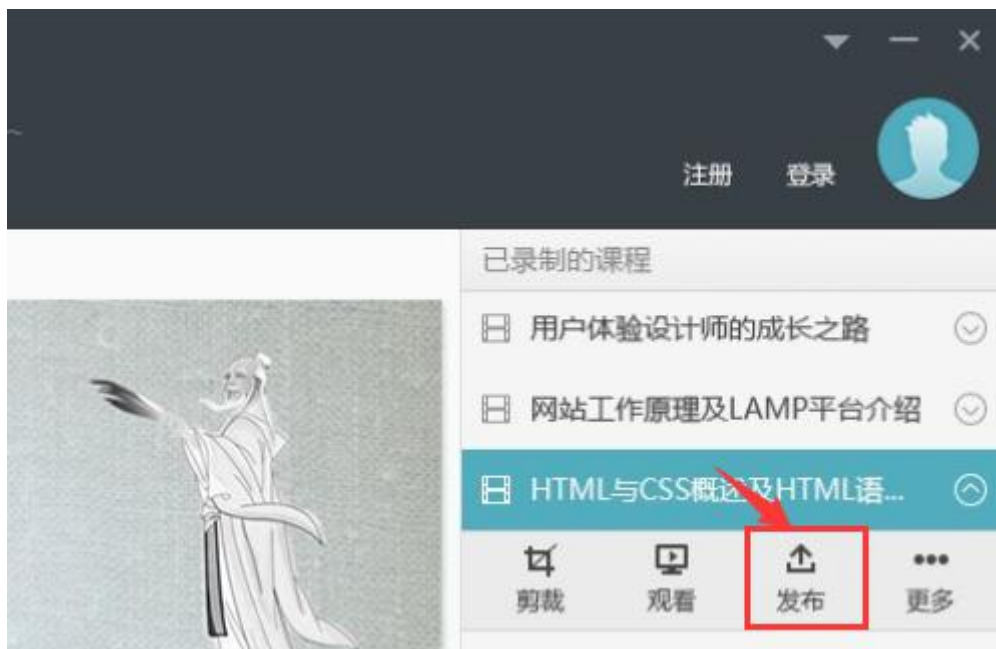 注册 登录
已录制的课程
用户体验设计师的成长之路
网站工作原理及LAMP平台介绍
HTML与CSS概述及HTML语...
剪裁 观看 发布 更多